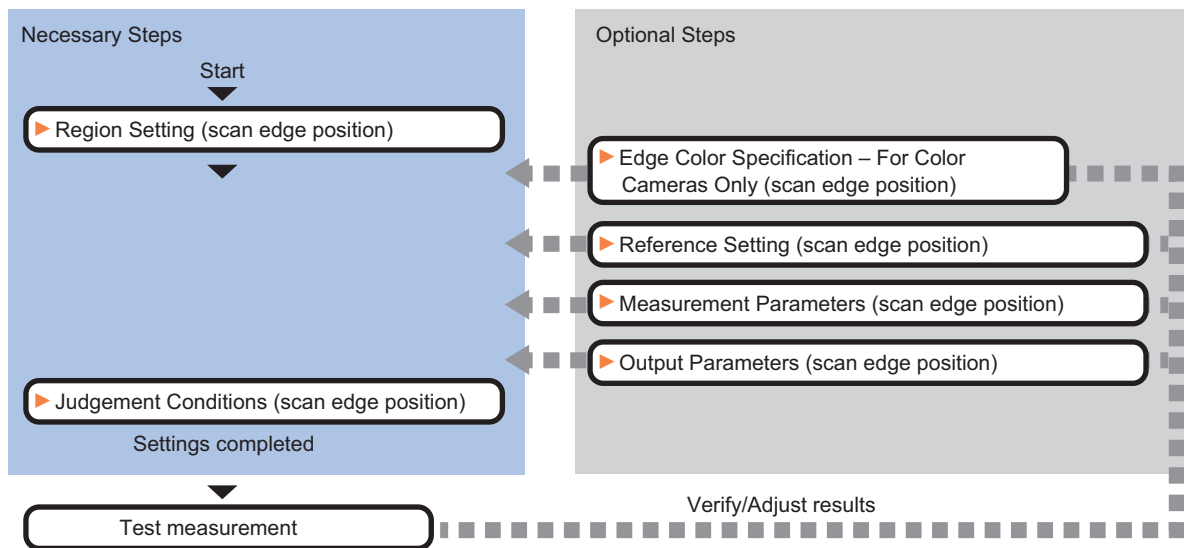 Necessary Steps
Start
Region Setting (scan edge position)
Judgement Conditions (scan edge position)
Settings completed
Test measurement
Optional Steps
Edge Color Specification – For Color
Cameras Only (scan edge position)
Reference Setting (scan edge position)
Measurement Parameters (scan edge position)
Output Parameters (scan edge position)
Verify/Adjust results